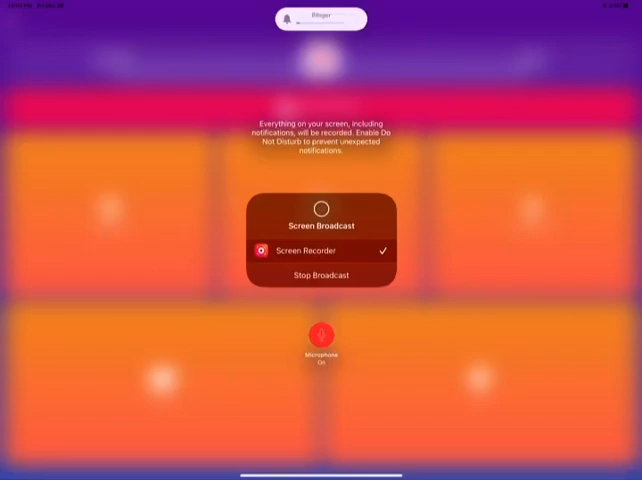 Ringer
Everything on your screen, including
notifications, will be recorded. Enable Do
Not Disturb to prevent unexpected
notifications.
Screen Broadcast
Screen Recorder
Stop Broadcast
Microphone
On